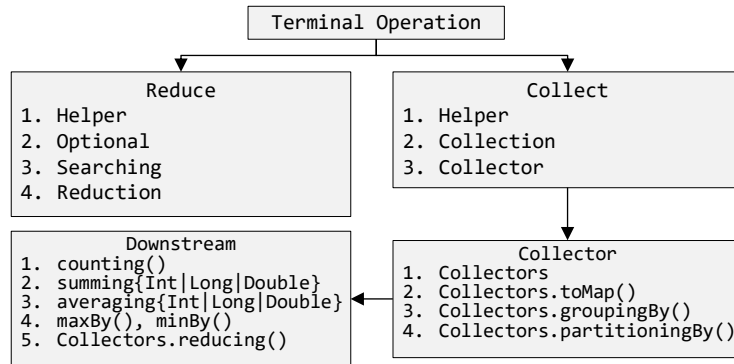 Terminal Operation
Reduce
1. Helper
2. Optional
3. Searching
4. Reduction
Collect
1. Helper
2. Collection
3. Collector
Downstream
1. counting()
2. summing{Int|Long|Double}
3. averaging{Int|Long|Double}
4. maxBy(), minBy()
5. Collectors.reducing()
Collector
1. Collectors
2. Collectors.toMap()
3. Collectors.groupingBy()
4. Collectors.partitioningBy()